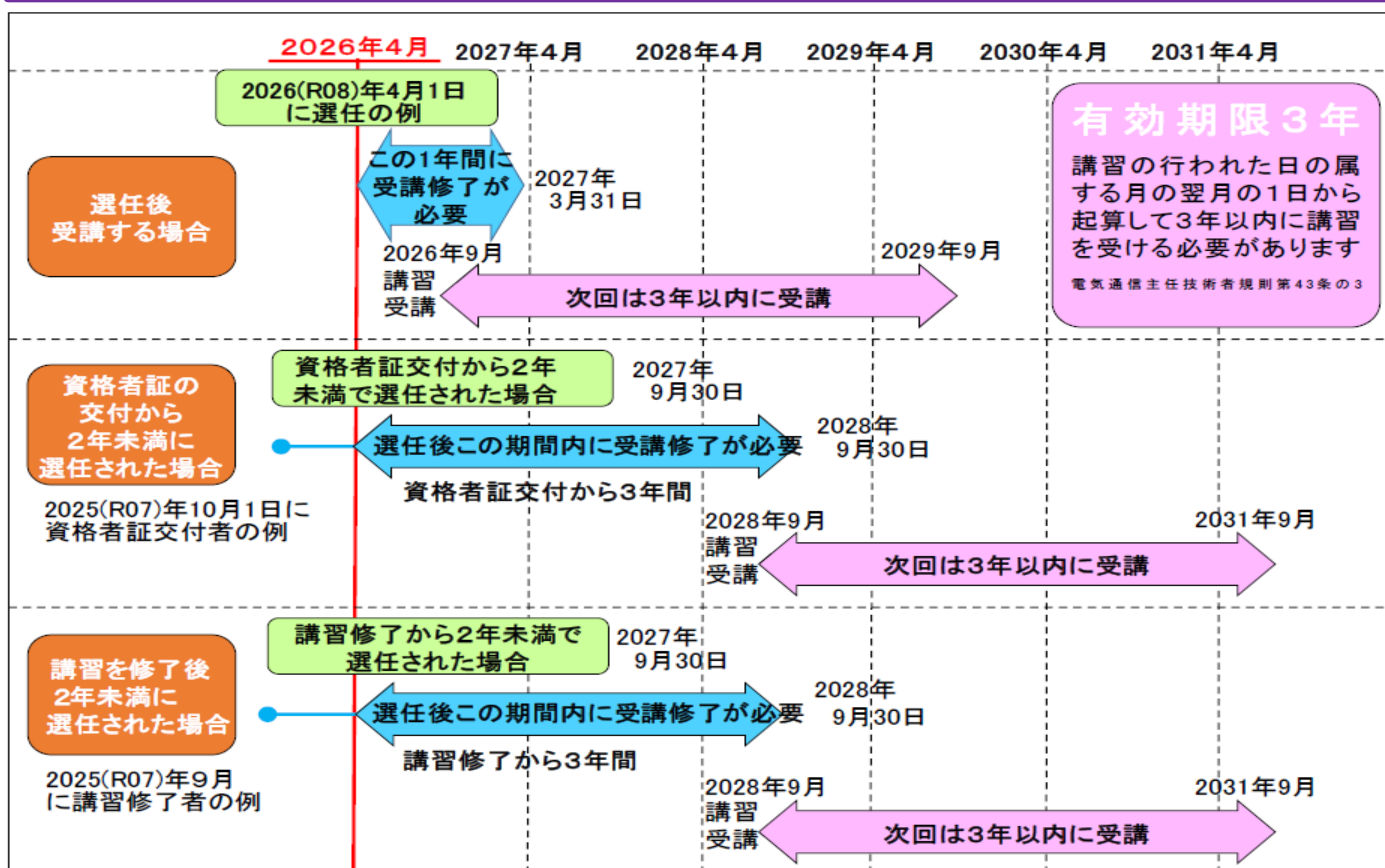 2026年4月
2027年4月
2028年4月
2029年4月
2030年4月
2031年4月
2026(R08)年4月1日
に選任の例
有効期限3年
講習の行われた日の属
する月の翌月の1日から
起算して3年以内に講習
を受ける必要があります
電気通信主任技術者規則第43条の3
選任後
受講する場合
この1年間に
受講修了が
必要
2027年
3月31日
2026年9月
講習
受講
2029年9月
次回は3年以内に受講
資格者証の
交付から
2年未満に
選任された場合
2025(R07)年10月1日に
資格者証交付者の例
資格者証交付から2年
未満で選任された場合
2027年
9月30日
選任後この期間内に受講修了が必要
2028年
9月30日
資格者証交付から3年間
2028年9月
講習
受講
2031年9月
次回は3年以内に受講
講習を修了後
2年未満に
選任された場合
2025(R07)年9月
に講習修了者の例
講習修了から2年未満で
選任された場合
2027年
9月30日
選任後この期間内に受講修了が必要
2028年
9月30日
講習修了から3年間
2028年9月
講習
受講
2031年9月
次回は3年以内に受講